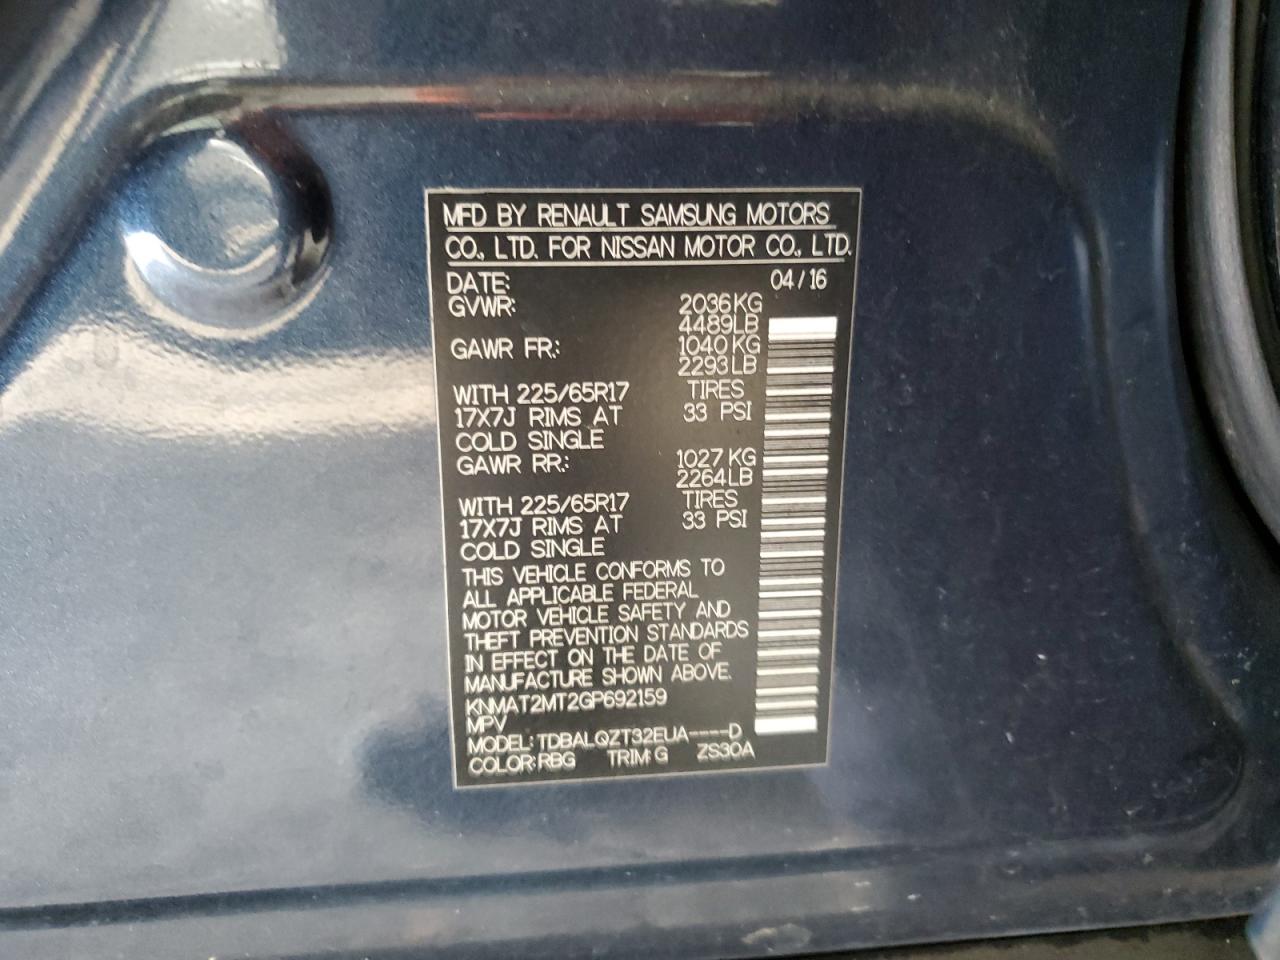 MFD BY RENAULT SAMSUNG MOTORS
CO., LTD. FOR NISSAN MOTOR CO., LTD.
DATE: 04/16
GVWR: 2036KG
4489LB
GAWR FR.: 1040KG
2293LB
WITH 225/65R17 TIRES
17X7J RIMS AT 33 PSI
COLD SINGLE
GAWR RR.: 1027KG
2264LB
WITH 225/65R17 TIRES
17X7J RIMS AT 33 PSI
COLD SINGLE
THIS VEHICLE CONFORMS TO
ALL APPLICABLE FEDERAL
MOTOR VEHICLE SAFETY AND
THEFT PREVENTION STANDARDS
IN EFFECT ON THE DATE OF
MANUFACTURE SHOWN ABOVE.
KNMAT2MT2GP692159
MPV
MODEL: TDBALQZT32EUA----D
COLOR:RBG TRIM:G ZS30A